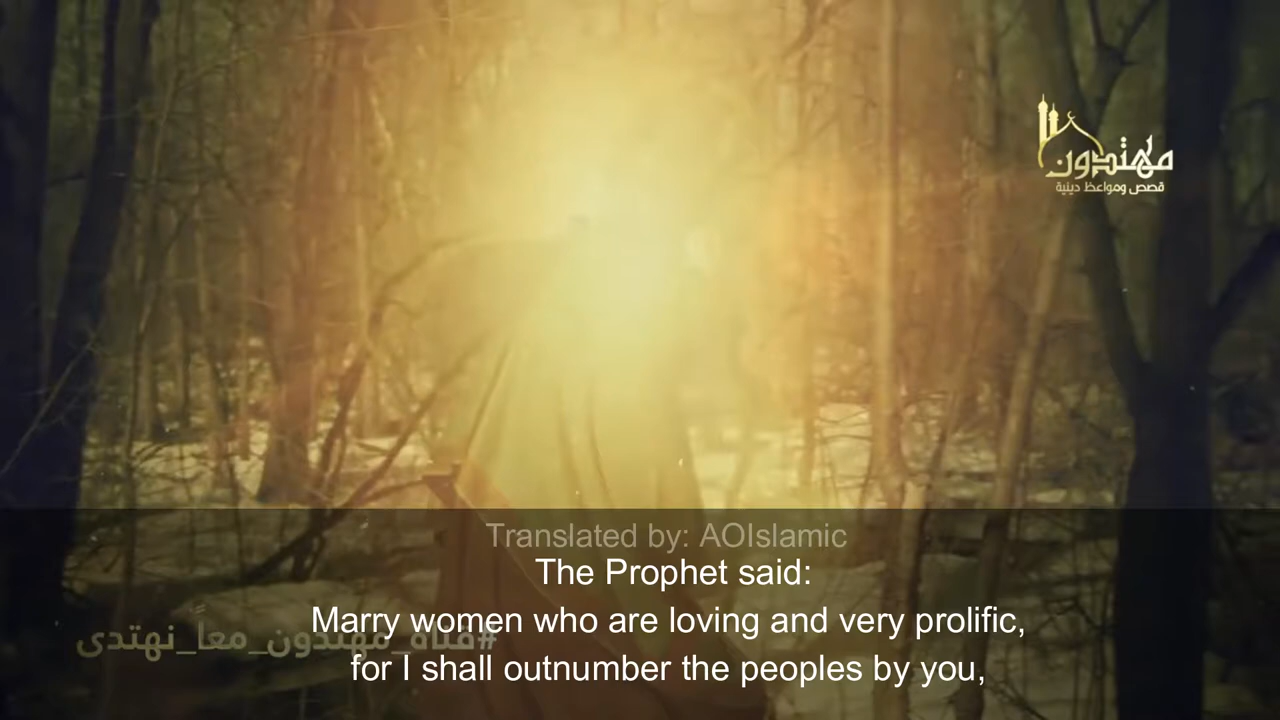 مهتدون
قصص ومواعظ دينية
Translated by: AOIslamic
The Prophet said:
Marry women who are loving and very prolific,
for I shall outnumber the peoples by you,
#قناة_مهتدون_معاً_نهتدى